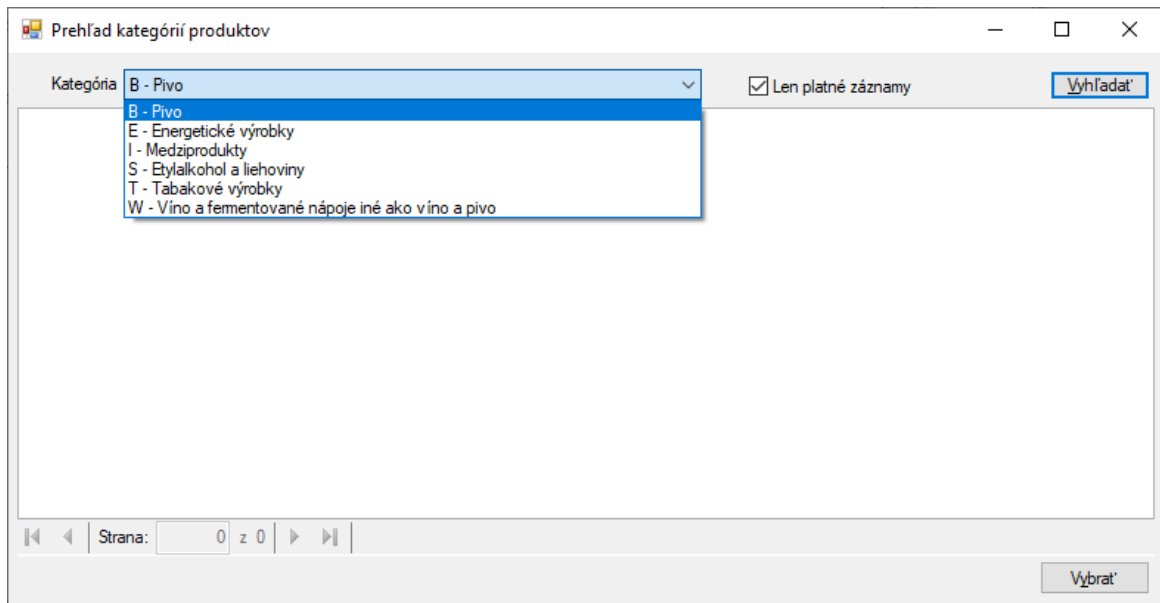 Prehľad kategórií produktov
Kategória B - Pivo Len platné záznamy Vyhľadať
B - Pivo
E - Energetické výrobky
I - Medziprodukty
S - Etylalkohol a liehoviny
T - Tabakové výrobky
W - Víno a fermentované nápoje iné ako víno a pivo
Strana: 0 z 0
Vybrať